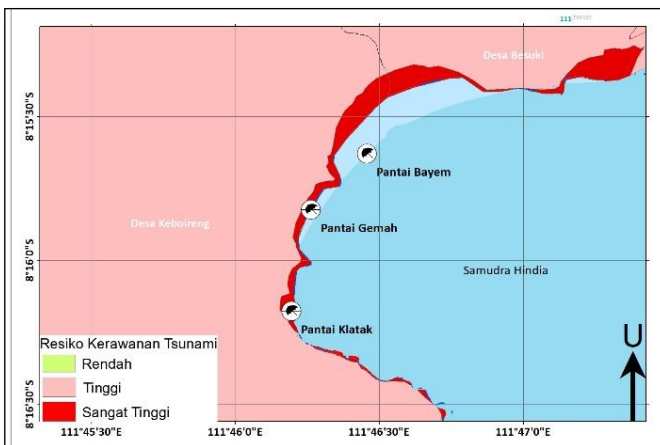 Desa Besuki
8°15'30"S
Pantai Bayem
Desa Keboireng
Pantai Gemah
8°16'0"S
Samudra Hindia
Pantai Klatak
Resiko Kerawanan Tsunami
Rendah
Tinggi
Sangat Tinggi
U
8°16'30"S
111°45'30"E
111°46'0"E
111°46'30"E
111°47'0"E